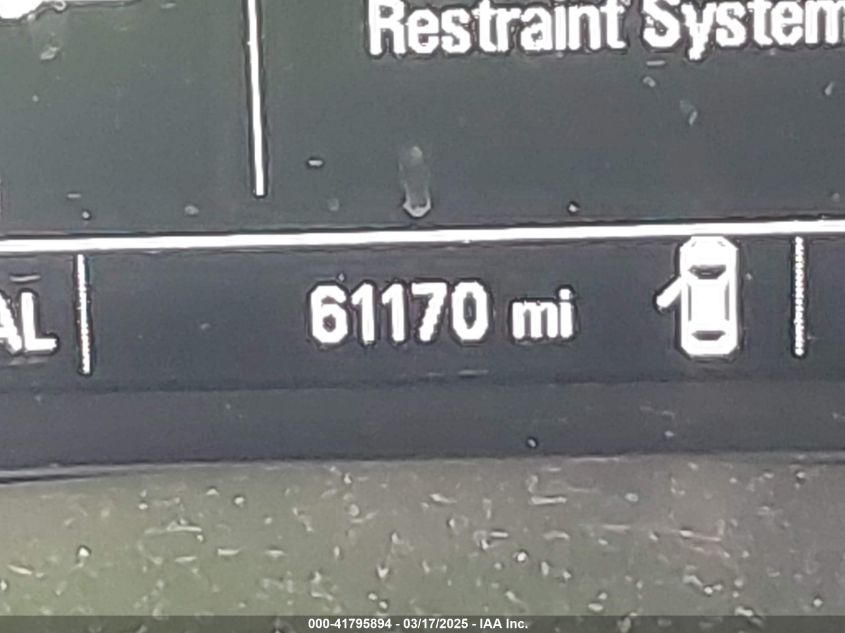 Restraint System
AL
61170 mi
000-41795894 - 03/17/2025 - IAA Inc.